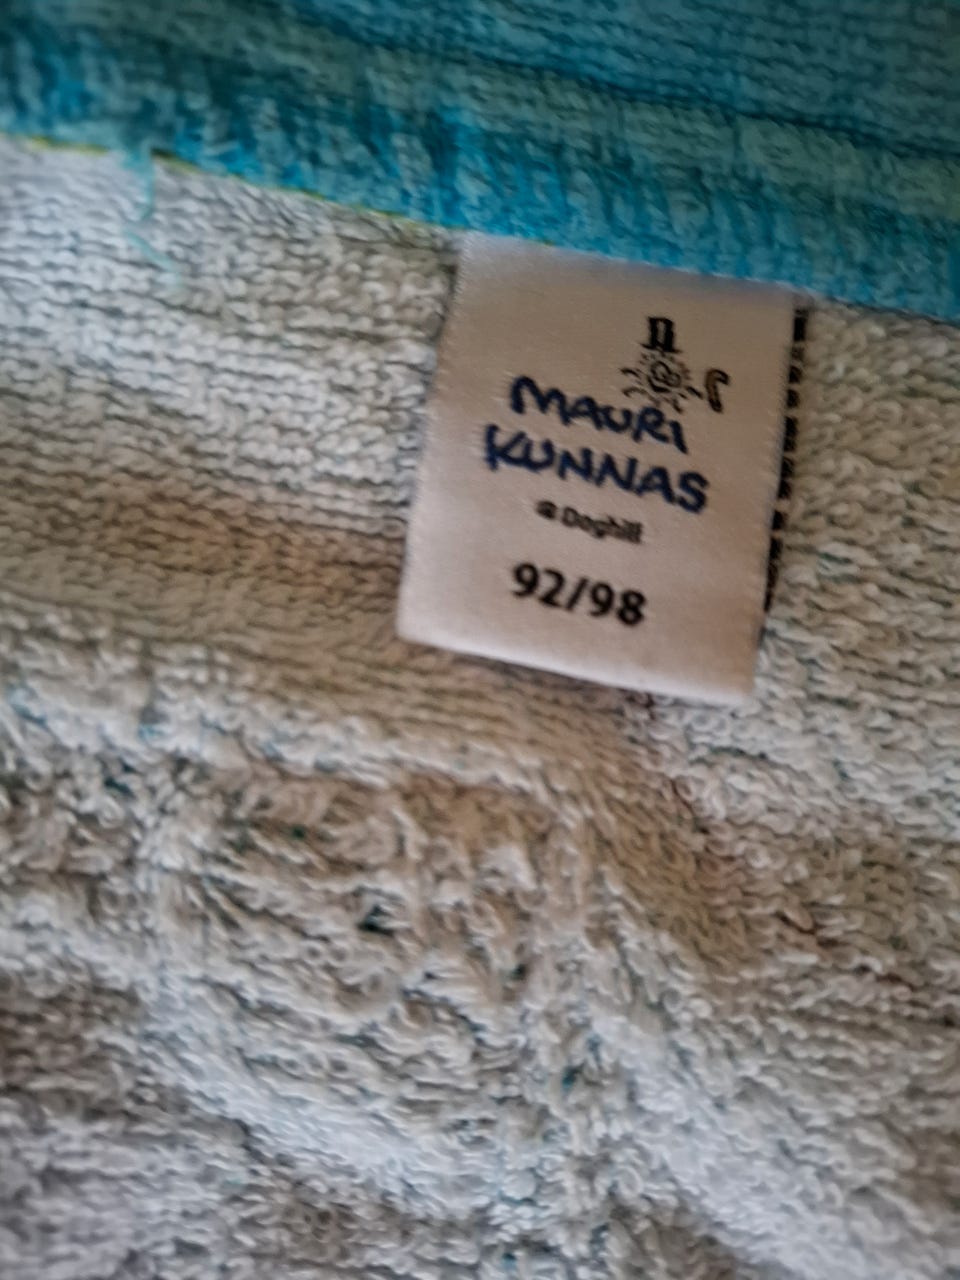 MAURI
KUNNAS
@ Doghill
92/98